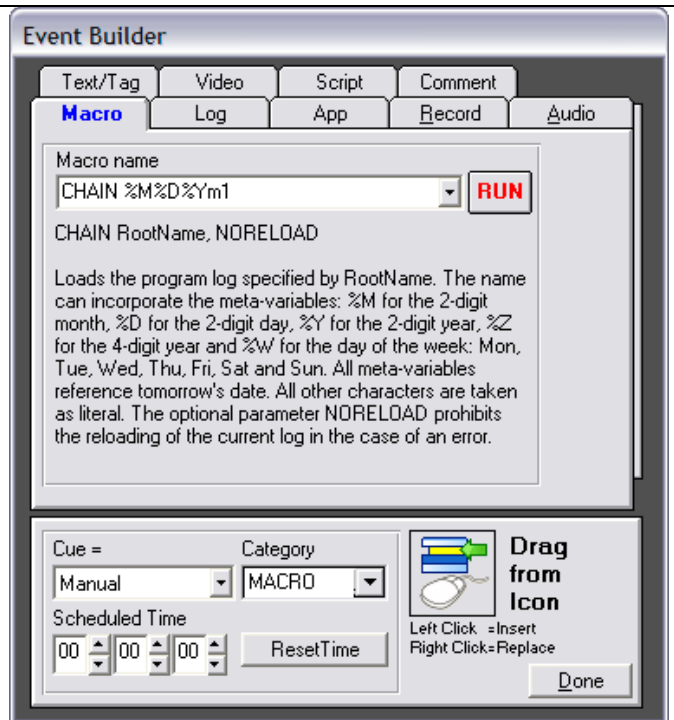 Event Builder
Text/Tag Video Script Comment
Macro Log App Record Audio
Macro name
CHAIN %M%D%Ym1 RUN
CHAIN RootName, NORELOAD
Loads the program log specified by RootName. The name
can incorporate the meta-variables: %M for the 2-digit
month, %D for the 2-digit day, %Y for the 2-digit year, %Z
for the 4-digit year and %W for the day of the week: Mon,
Tue, Wed, Thu, Fri, Sat and Sun. All meta-variables
reference tomorrow's date. All other characters are taken
as literal. The optional parameter NORELOAD prohibits
the reloading of the current log in the case of an error.
Cue = Category
Manual MACRO
Scheduled Time
00 00 00 ResetTime
Drag
from
Icon
Left Click =Insert
Right Click=Replace
Done